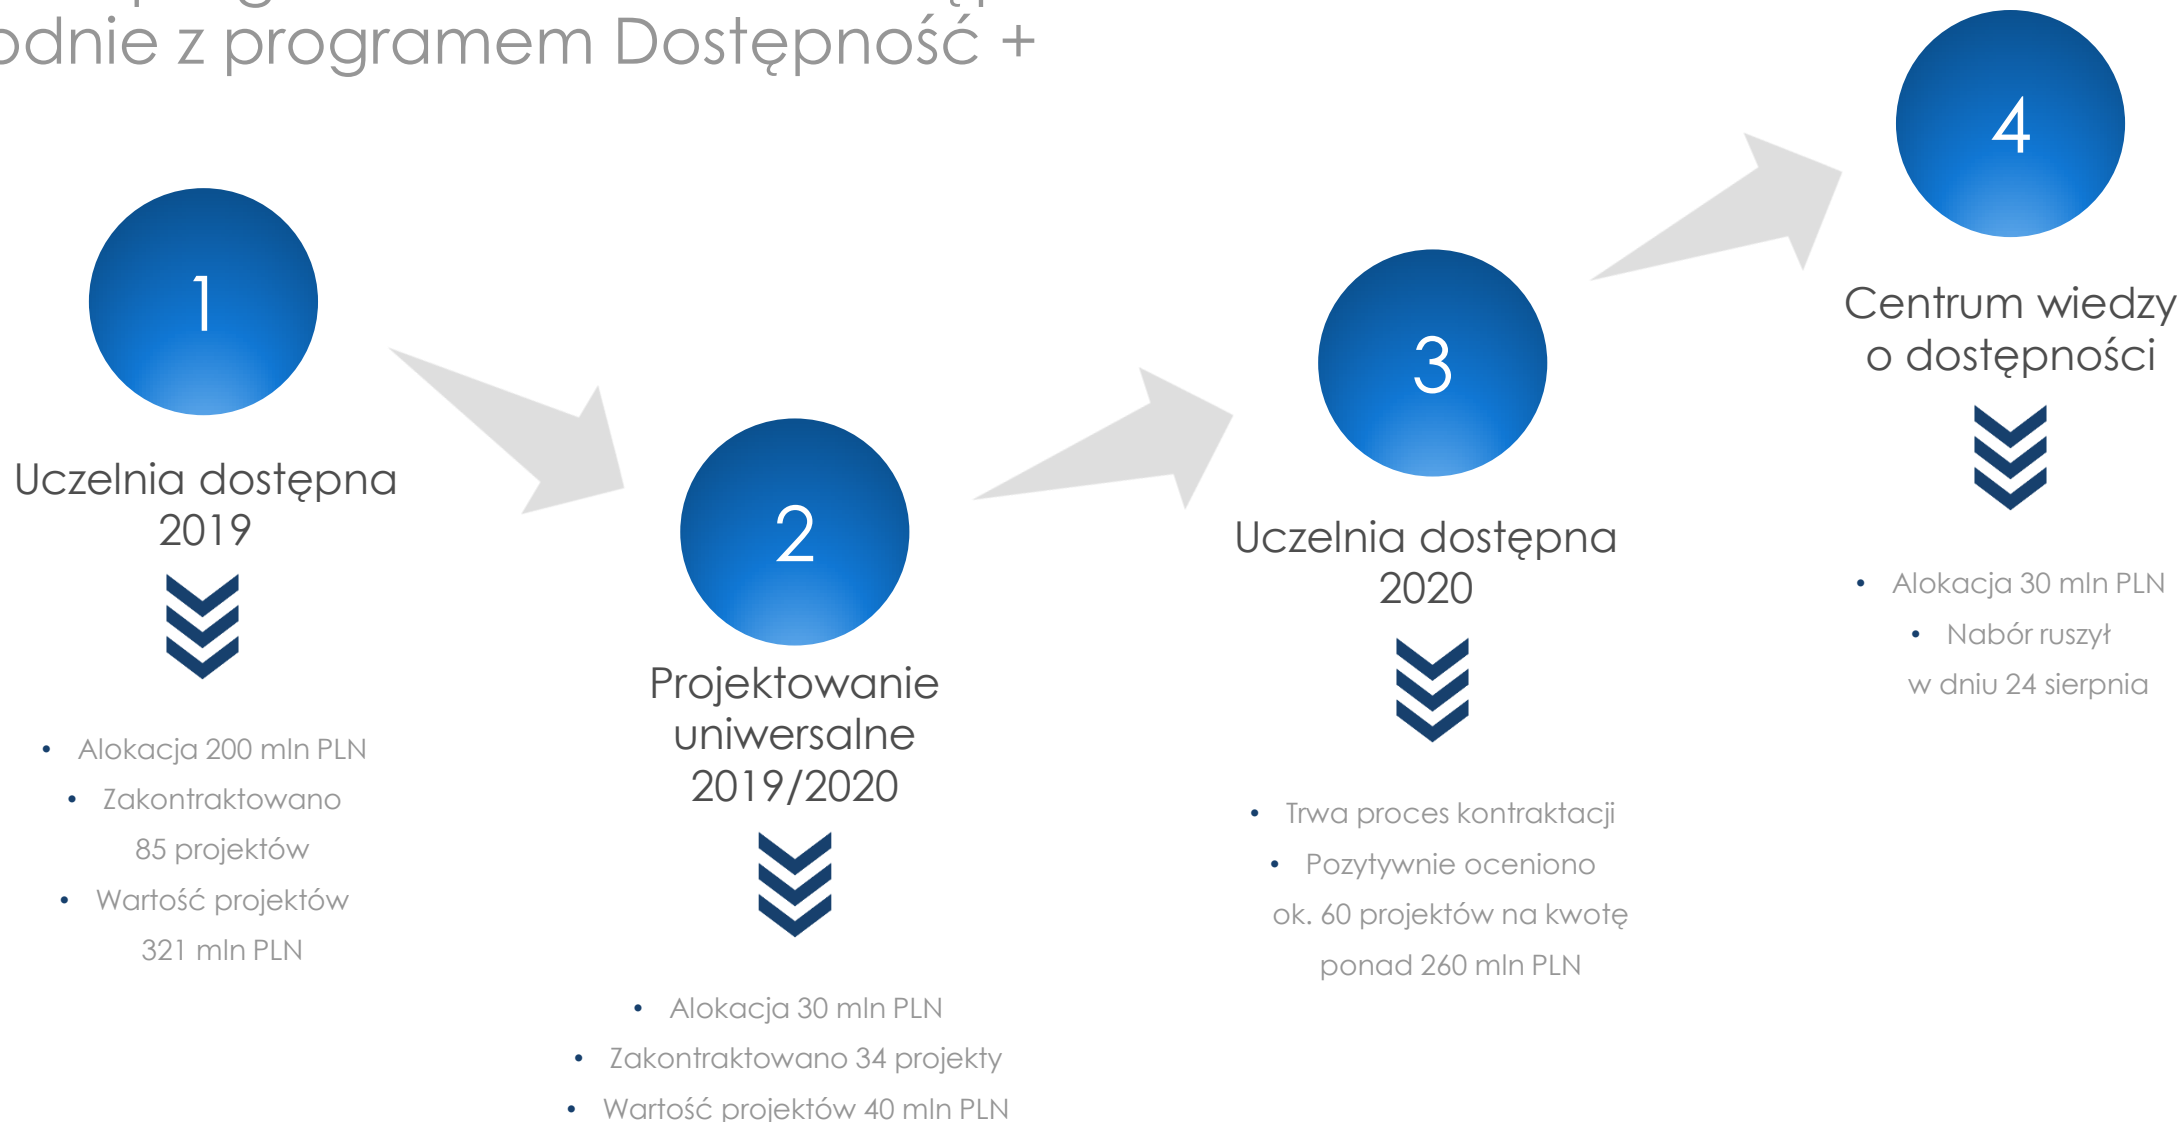 z programem Dostępność +
1
Uczelnia dostępna
2019
• Alokacja 200 mln PLN
• Zakontraktowano
85 projektów
• Wartość projektów
321 mln PLN
2
Projektowanie
uniwersalne
2019/2020
• Alokacja 30 mln PLN
• Zakontraktowano 34 projekty
• Wartość projektów 40 mln PLN
3
Uczelnia dostępna
2020
• Trwa proces kontraktacji
• Pozytywnie oceniono
ok. 60 projektów na kwotę
ponad 260 mln PLN
4
Centrum wiedzy
o dostępności
• Alokacja 30 mln PLN
• Nabór ruszył
w dniu 24 sierpnia